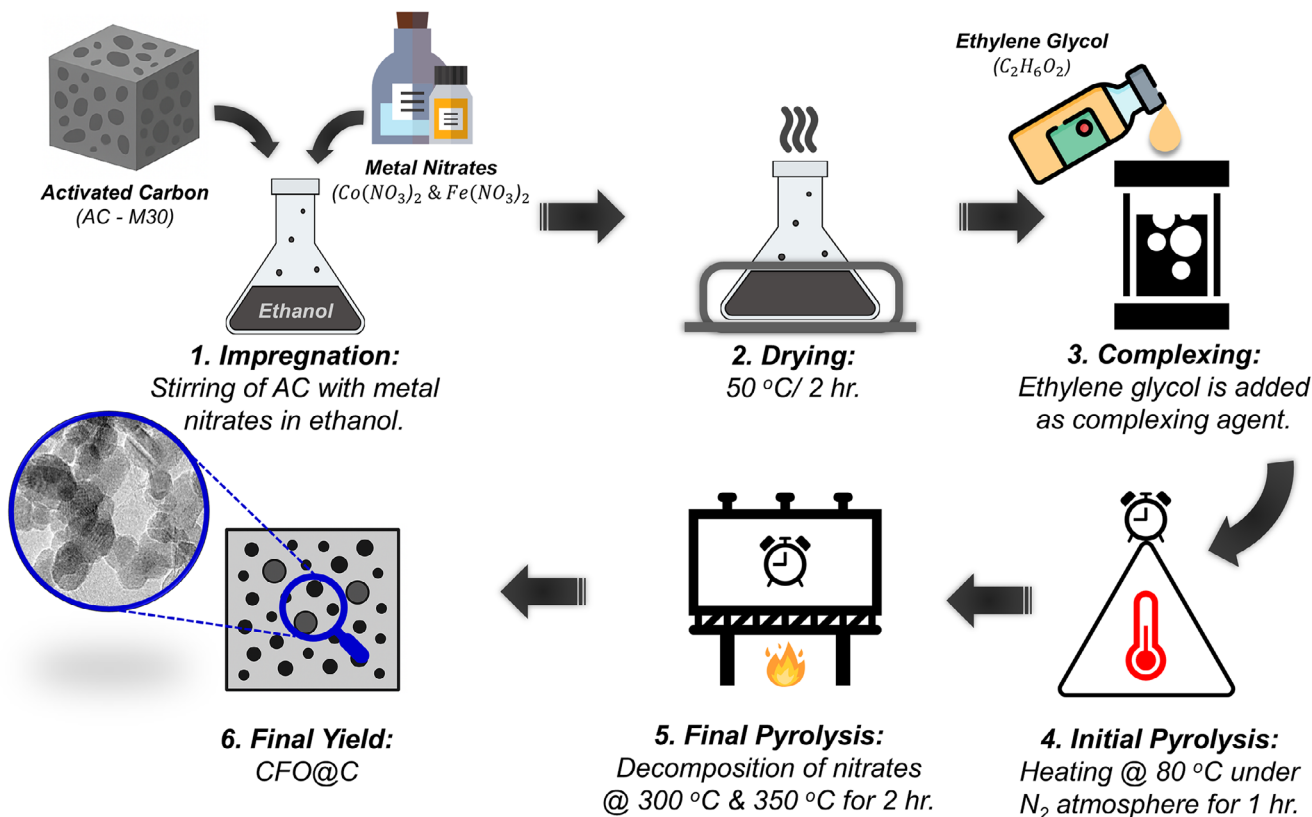 Activated Carbon
(AC - M30)
Metal Nitrates
(Co(NO₃)₂ & Fe(NO₃)₂
Ethanol
1. Impregnation:
Stirring of AC with metal
nitrates in ethanol.
2. Drying:
50 °C/ 2 hr.
Ethylene Glycol
(C₂H₆O₂)
3. Complexing:
Ethylene glycol is added
as complexing agent.
4. Initial Pyrolysis:
Heating @ 80 °C under
N₂ atmosphere for 1 hr.
5. Final Pyrolysis:
Decomposition of nitrates
@ 300 °C & 350 °C for 2 hr.
6. Final Yield:
CFO@C